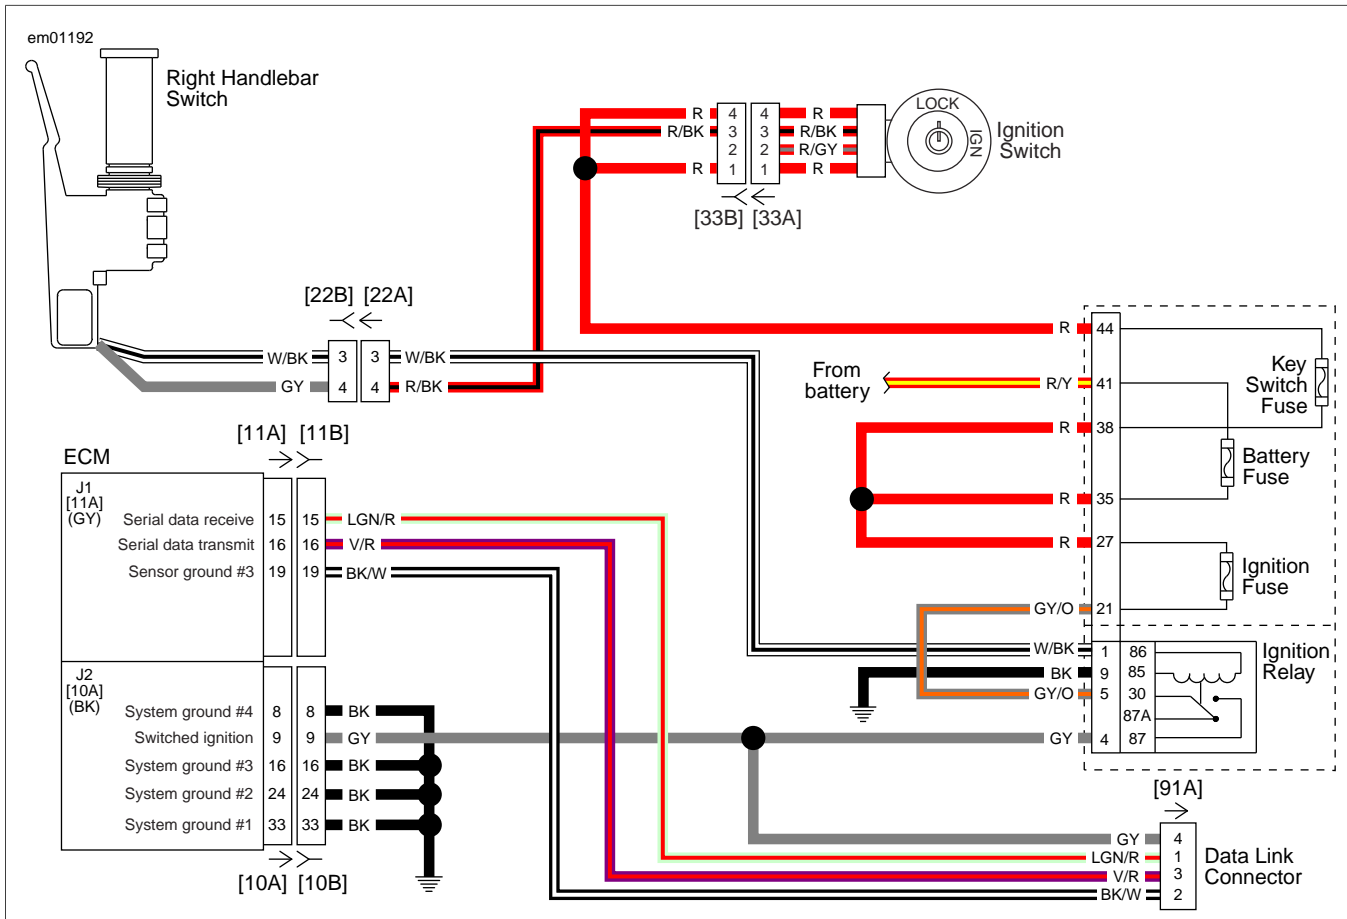 em01192
Right Handlebar
Switch
R 4 4 R
R/BK 3 3 R/BK
2 2 R/GY
R 1 1 R
LOCK
IGN
Ignition
Switch
[33B] [33A]
[22B] [22A]
W/BK 3 3 W/BK
GY 4 4 R/BK
From
battery
R 44
R/Y 41
R 38
R 35
R 27
GY/O 21
Key
Switch
Fuse
Battery
Fuse
Ignition
Fuse
W/BK 1 86
BK 9 85
GY/O 5 30
87A
GY 4 87
Ignition
Relay
[11A] [11B]
ECM
J1
[11A]
(GY)
Serial data receive 15 15 LGN/R
Serial data transmit 16 16 V/R
Sensor ground #3 19 19 BK/W
J2
[10A]
(BK)
System ground #4 8 8 BK
Switched ignition 9 9 GY
System ground #3 16 16 BK
System ground #2 24 24 BK
System ground #1 33 33 BK
[10A] [10B]
[91A]
GY 4
LGN/R 1
V/R 3
BK/W 2
Data Link
Connector